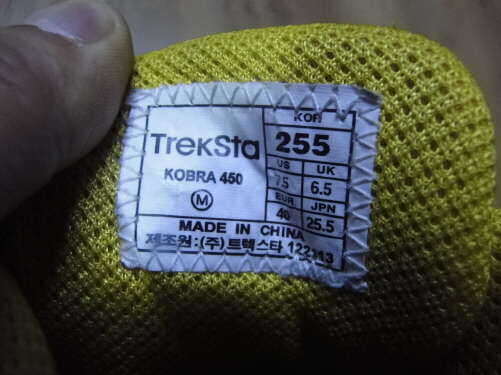 KOR
TrekSta 255
US UK
KOBRA 450 7.5 6.5
EUR JPN
M 40 25.5
MADE IN CHINA
제조원:(주)트렉스타 122113